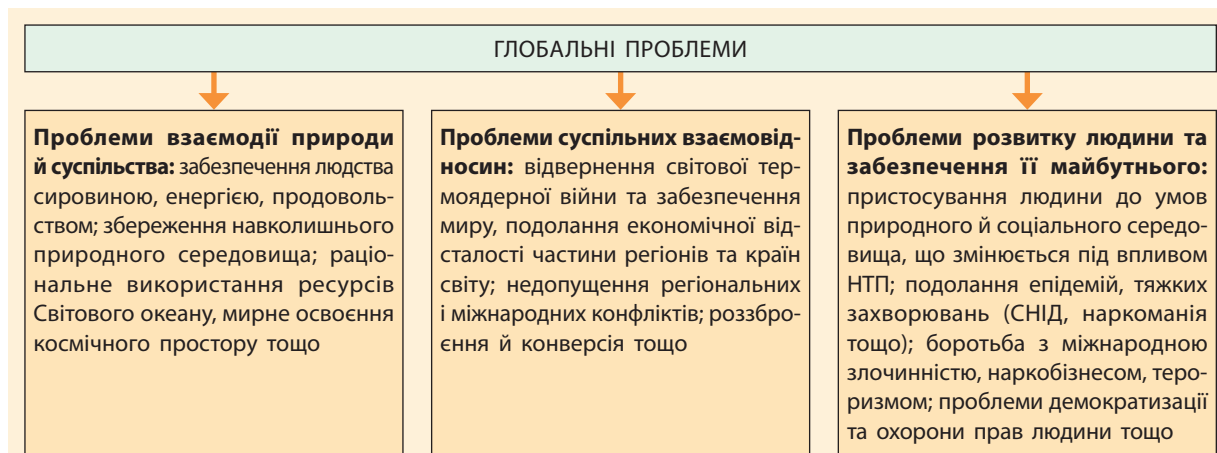 ГЛОБАЛЬНІ ПРОБЛЕМИ
Проблеми взаємодії природи
й суспільства: забезпечення людства
сировиною, енергією, продоволь-
ством; збереження навколишнього
природного середовища; раціо-
нальне використання ресурсів
Світового океану, мирне освоєння
космічного простору тощо
Проблеми суспільних взаємовід-
носин: відвернення світової тер-
моядерної війни та забезпечення
миру, подолання економічної від-
сталості частини регіонів та країн
світу; недопущення регіональних
і міжнародних конфліктів; роззбро-
єння й конверсія тощо
Проблеми розвитку людини та
забезпечення її майбутнього:
пристосування людини до умов
природного й соціального середо-
вища, що змінюється під впливом
НТП; подолання епідемій, тяжких
захворювань (СНІД, наркоманія
тощо); боротьба з міжнародною
злочинністю, наркобізнесом, теро-
ризмом; проблеми демократизації
та охорони прав людини тощо